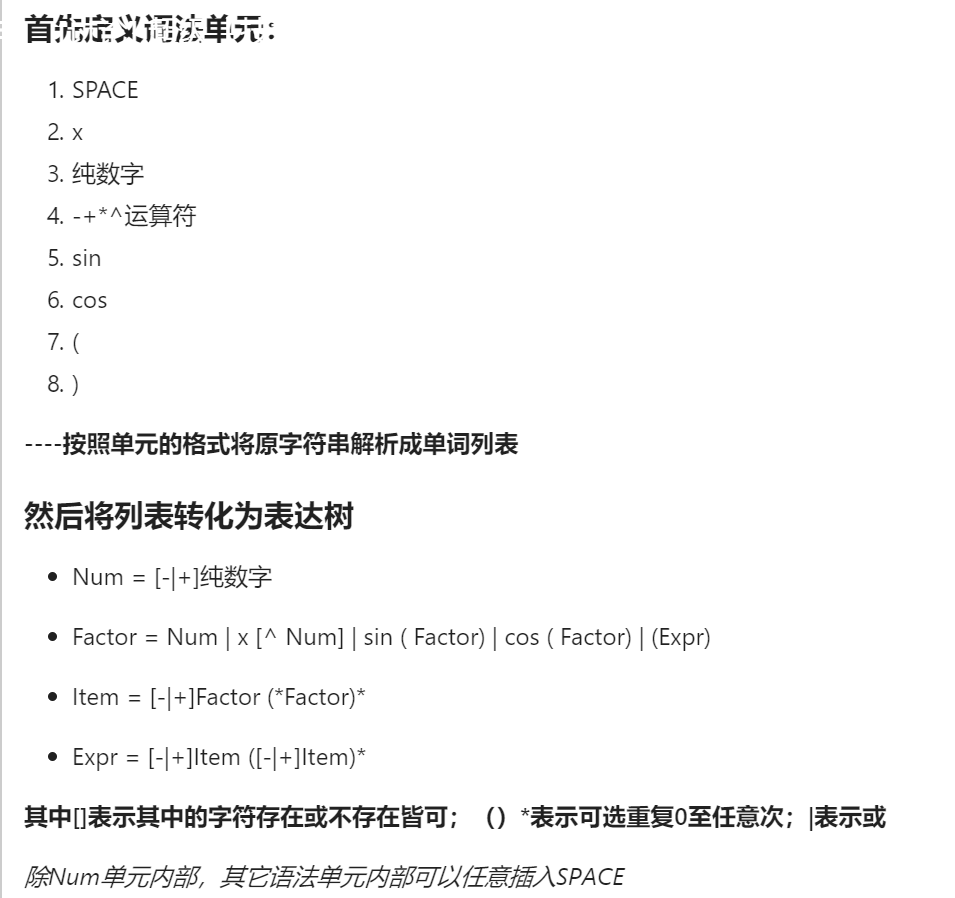 首先定义语法单元:
1. SPACE
2. x
3. 纯数字
4. -+*^运算符
5. sin
6. cos
7. (
8. )
----按照单元的格式将原字符串解析成单词列表
然后将列表转化为表达树
• Num = [-|+]纯数字
• Factor = Num | x [^ Num] | sin ( Factor) | cos ( Factor) | (Expr)
• Item = [-|+]Factor (*Factor)*
• Expr = [-|+]Item ([-|+]Item)*
其中[]表示其中的字符存在或不存在皆可；（）*表示可选重复0至任意次；|表示或
除Num单元内部，其它语法单元内部可以任意插入SPACE